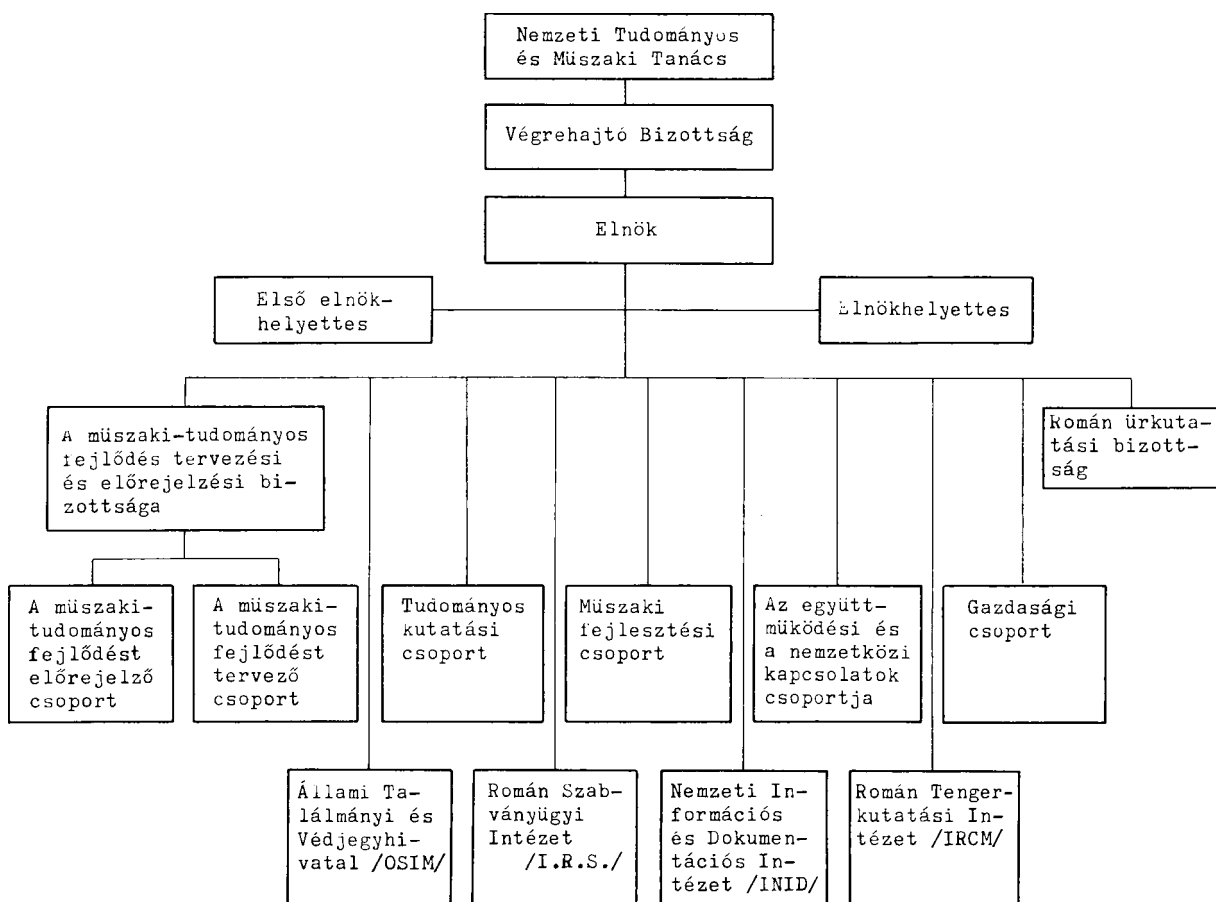 Nemzeti Tudományos
és Müszaki Tanács
Végrehajtó Bizottság
Elnök
Első elnök-
helyettes
Elnökhelyettes
A müszaki-tudományos
fejlődés tervezési
és előrejelzési bi-
zottsága
Román ürkuta-
tási bizott-
ság
A müszaki-
tudományos
fejlődést
előrejelző
csoport
A müszaki-
tudományos
fejlődést
tervező
csoport
Tudományos
kutatási
csoport
Müszaki
fejlesztési
csoport
Az együtt-
müködési és
a nemzetközi
kapcsolatok
csoportja
Gazdasági
csoport
Állami Ta-
lálmányi és
Védjegyhi-
vatal /OSIM/
Román Szab-
ványügyi
Intézet
/I.R.S./
Nemzeti In-
formációs
és Dokumen-
tációs In-
tézet /INID/
Román Tenger-
kutatási In-
tézet /IRCM/